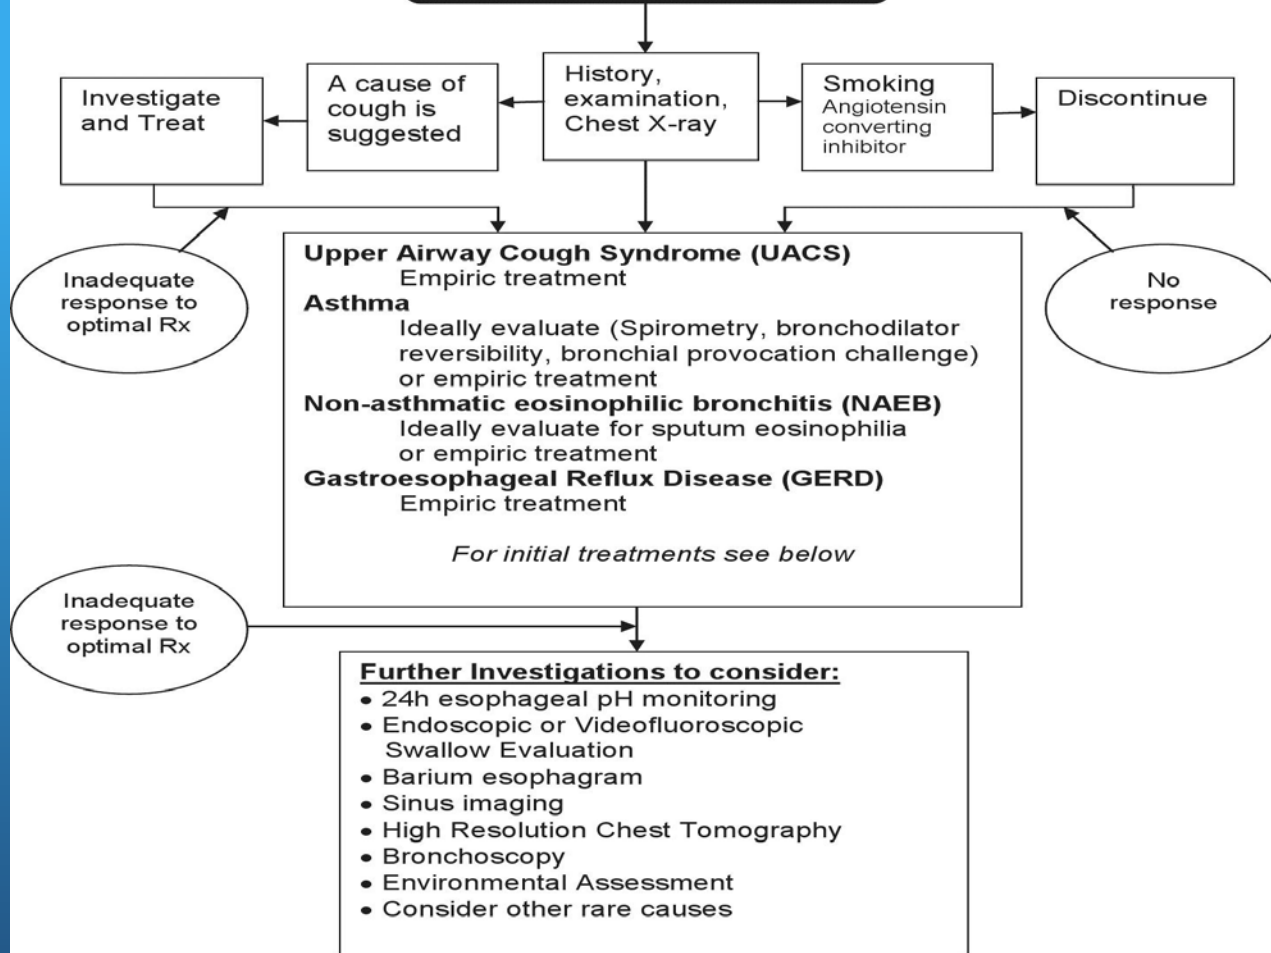 History,
examination,
Chest X-ray
A cause of
cough is
suggested
Investigate
and Treat
Smoking
Angiotensin
converting
inhibitor
Discontinue
Inadequate
response to
optimal Rx
No
response
Upper Airway Cough Syndrome (UACS)
Empiric treatment
Asthma
Ideally evaluate (Spirometry, bronchodilator
reversibility, bronchial provocation challenge)
or empiric treatment
Non-asthmatic eosinophilic bronchitis (NAEB)
Ideally evaluate for sputum eosinophilia
or empiric treatment
Gastroesophageal Reflux Disease (GERD)
Empiric treatment
For initial treatments see below
Inadequate
response to
optimal Rx
Further Investigations to consider:
• 24h esophageal pH monitoring
• Endoscopic or Videofluoroscopic
Swallow Evaluation
• Barium esophagram
• Sinus imaging
• High Resolution Chest Tomography
• Bronchoscopy
• Environmental Assessment
• Consider other rare causes